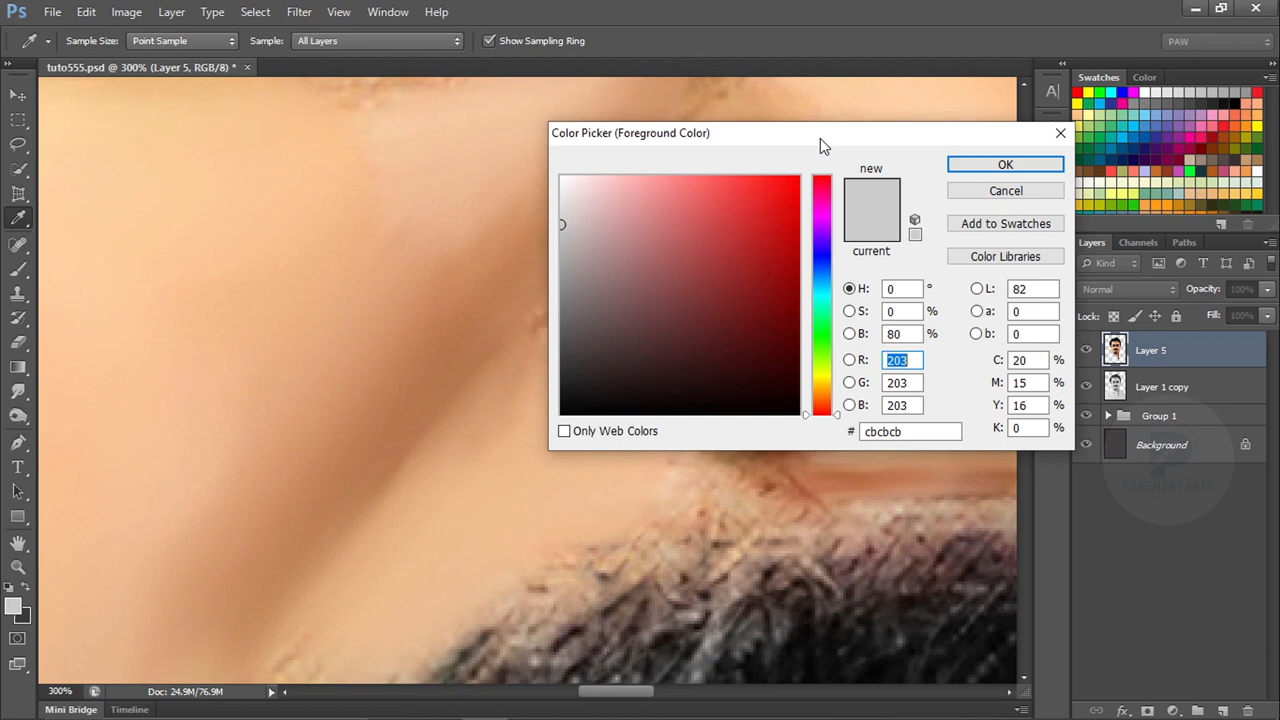 Ps File Edit Image Layer Type Select Filter View Window Help
Sample Size: Point Sample Sample: All Layers Show Sampling Ring PAW
tuto555.psd @ 300% (Layer 5, RGB/8) * ×
Swatches Color
A|
Color Picker (Foreground Color)
new
current
OK
Cancel
Add to Swatches
Color Libraries
H: 0 °
S: 0 %
B: 80 %
R: 203
G: 203
B: 203
L: 82
a: 0
b: 0
C: 20 %
M: 15 %
Y: 16 %
K: 0 %
# cbcbcb
Only Web Colors
Layers Channels Paths
Kind
Normal Opacity: 100%
Lock: Fill: 100%
Layer 5
Layer 1 copy
Group 1
Background
PRASHANT ARTS
T
fx
300% Doc: 24.9M/76.9M
Mini Bridge Timeline